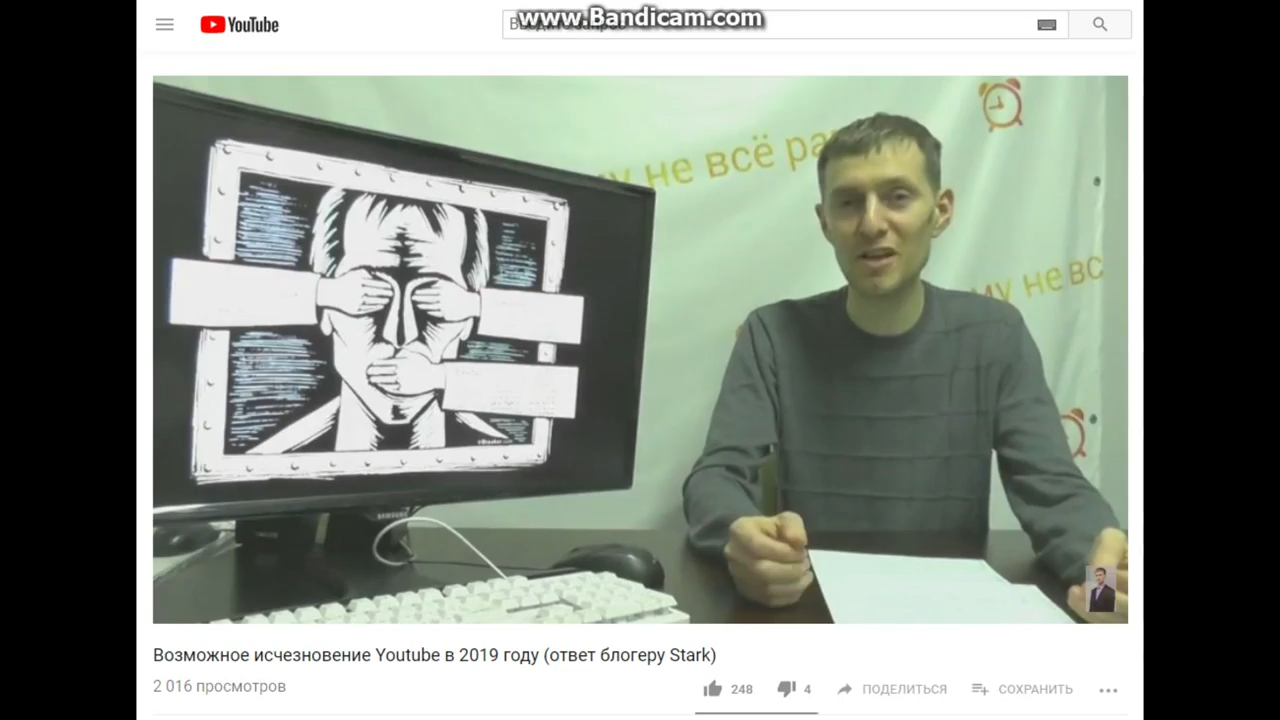 www.Bandicam.com
YouTube
не всё ра
му не вс
SAMSUNG
Возможное исчезновение Youtube в 2019 году (ответ блогеру Stark)
2 016 просмотров
248
4
ПОДЕЛИТЬСЯ
СОХРАНИТЬ